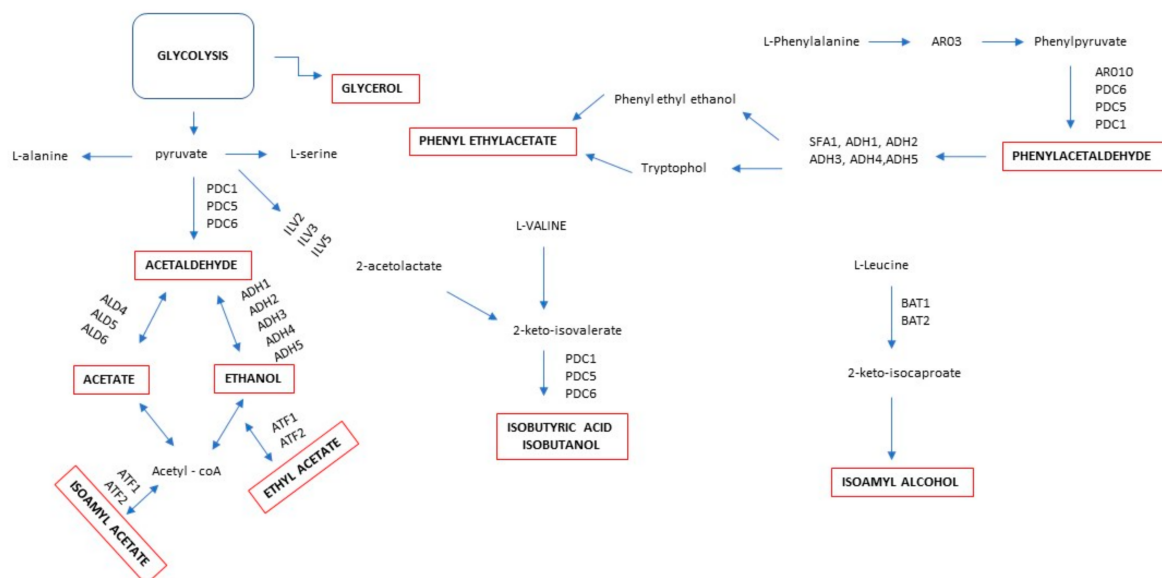 GLYCOLYSIS
GLYCEROL
L-alanine
pyruvate
L-serine
PDC1
PDC5
PDC6
ILV2
ILV3
ILV5
ACETALDEHYDE
ALD4
ALD5
ALD6
ADH1
ADH2
ADH3
ADH4
ADH5
ACETATE
ETHANOL
ATF1
ATF2
ETHYL ACETATE
Acetyl - coA
ATF1
ATF2
ISOAMYL ACETATE
L-Phenylalanine
ARO3
Phenylpyruvate
ARO10
PDC6
PDC5
PDC1
PHENYLACETALDEHYDE
SFA1, ADH1, ADH2
ADH3, ADH4,ADH5
Phenyl ethyl ethanol
Tryptophol
PHENYL ETHYLACETATE
L-VALINE
2-acetolactate
2-keto-isovalerate
PDC1
PDC5
PDC6
ISOBUTYRIC ACID
ISOBUTANOL
L-Leucine
BAT1
BAT2
2-keto-isocaproate
ISOAMYL ALCOHOL